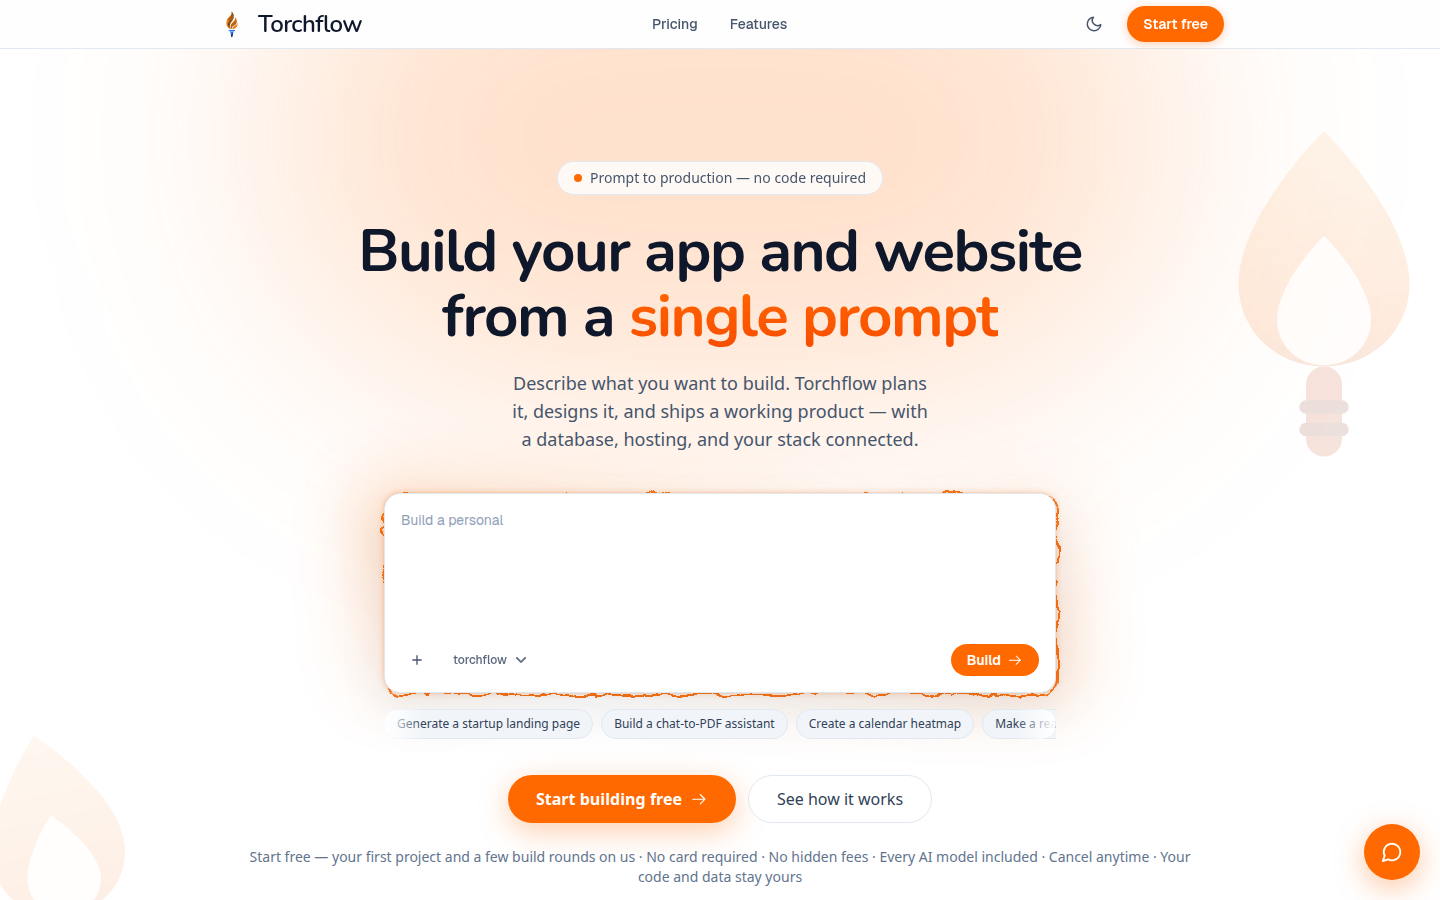 Torchflow
Pricing
Features
Start free
Prompt to production — no code required
Build your app and website
from a single prompt
Describe what you want to build. Torchflow plans
it, designs it, and ships a working product — with
a database, hosting, and your stack connected.
Build a personal
torchflow
Build
Generate a startup landing page
Build a chat-to-PDF assistant
Create a calendar heatmap
Make a
Start building free
See how it works
Start free — your first project and a few build rounds on us · No card required · No hidden fees · Every AI model included · Cancel anytime · Your
code and data stay yours